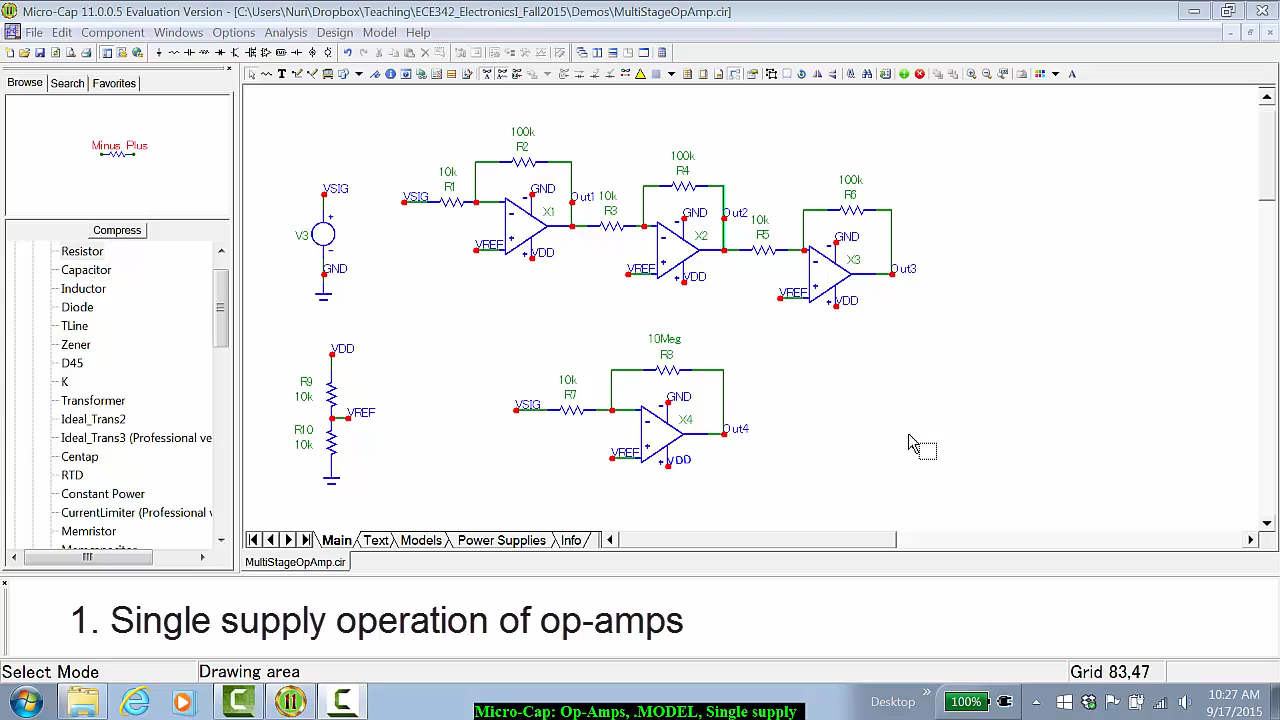 Micro-Cap 11.0.0.5 Evaluation Version - [C:\Users\Nuri\Dropbox\Teaching\ECE342_ElectronicsI_Fall2015\Demos\MultiStageOpAmp.cir]
File Edit Component Windows Options Analysis Design Model Help
Browse Search Favorites
Minus Plus
Compress
Resistor
Capacitor
Inductor
Diode
TLine
Zener
D45
K
Transformer
Ideal_Trans2
Ideal_Trans3 (Professional ve
Centap
RTD
Constant Power
CurrentLimiter (Professional v
Memristor
VSIG
+
V3
-
GND
VDD
R9
10k
VREF
R10
10k
100k
R2
10k
R1
VSIG
GND
X1
Out1
VREF
VDD
10k
R3
100k
R4
GND
X2
Out2
VREF
VDD
10k
R5
100k
R6
GND
X3
Out3
VREF
VDD
10Meg
R8
10k
R7
VSIG
GND
X4
Out4
VREF
VDD
Main Text Models Power Supplies Info
MultiStageOpAmp.cir
1. Single supply operation of op-amps
Select Mode Drawing area Grid 83,47
Micro-Cap: Op-Amps, .MODEL, Single supply
Desktop » 100% 10:27 AM
9/17/2015